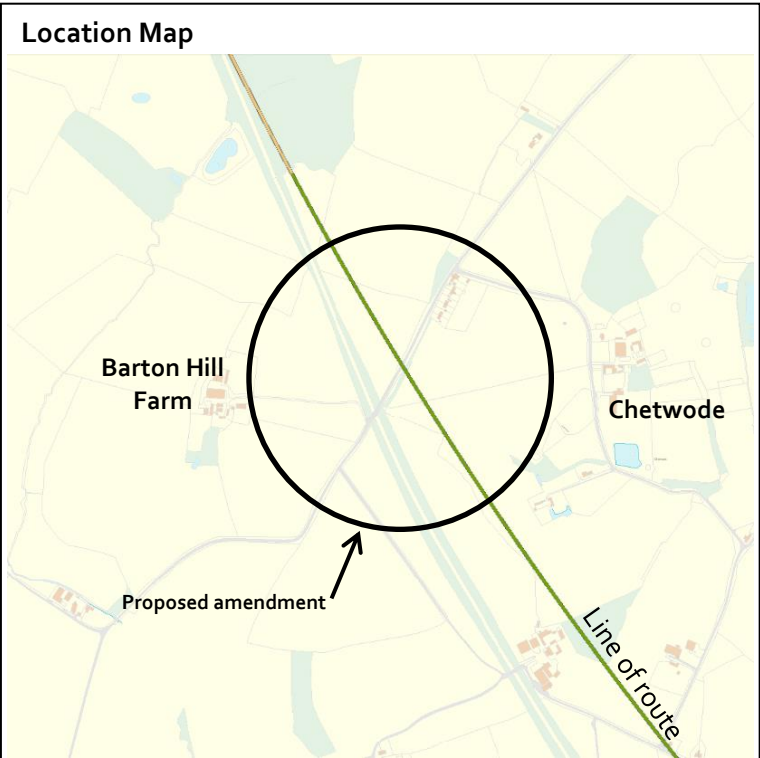 Location Map
Barton Hill
Farm
Chetwode
Proposed amendment
Line of route